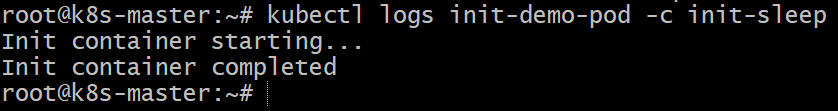 root@k8s-master:~# kubectl logs init-demo-pod -c init-sleep
Init container starting...
Init container completed
root@k8s-master:~#